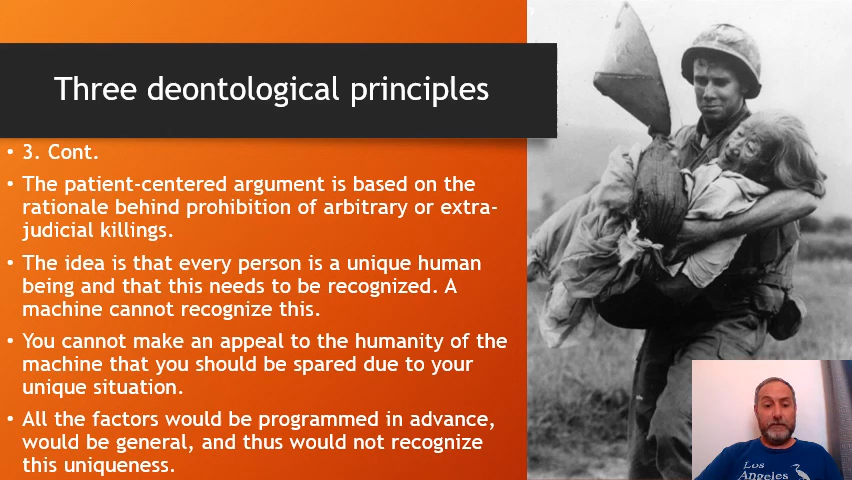 Three deontological principles
• 3. Cont.
• The patient-centered argument is based on the
rationale behind prohibition of arbitrary or extra-
judicial killings.
• The idea is that every person is a unique human
being and that this needs to be recognized. A
machine cannot recognize this.
• You cannot make an appeal to the humanity of the
machine that you should be spared due to your
unique situation.
• All the factors would be programmed in advance,
would be general, and thus would not recognize
this uniqueness.
Los
Angeles